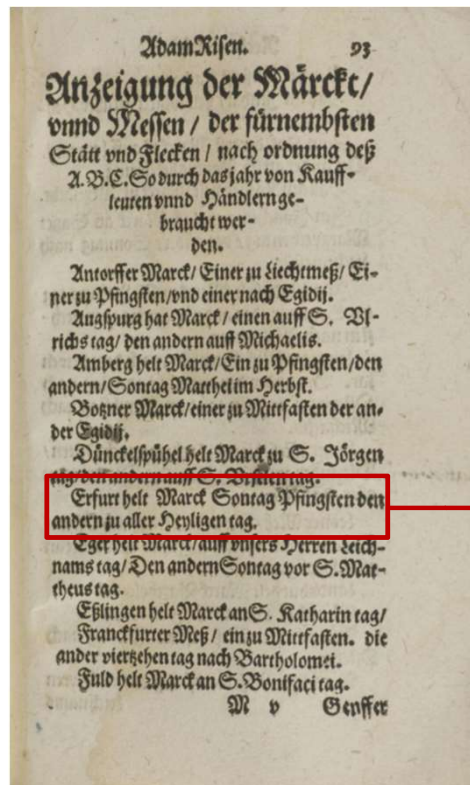 Adam Risen. 93
Anzeigung der Märckt/
vnnd Messen / der fürnembsten
Stätt vnd Flecken / nach ordnung deß
A.B.C. So durch das jahr von Kauff-
leuten vnnd Händlern ge-
braucht wer-
den.
Antorffer Marck/ Einer zu Liechtmeß/ Ei-
ner zu Pfingsten/ vnd einer nach Egidij.
Augspurg hat Marck / einen auff S. Vl-
richs tag/ den andern auff Michaelis.
Amberg helt Marck/ Ein zu Pfingsten/ den
andern/ Sontag Matthei im Herbst.
Botzner Marck/ einer zu Mittfasten der an-
der Egidij.
Dünckelspühel helt Marck zu S. Jörgen
tag/ den andern auff S. tag.
Erfurt helt Marck Sontag Pfingsten den
andern zu aller Heyligen tag.
Eger helt Marck/ auff vnsers Herren Leich-
nams tag/ Den andern Sontag vor S. Mat-
theus tag.
Eßlingen helt Marck an S. Katharin tag/
Franckfurter Meß / ein zu Mittfasten. die
ander viertzehen tag nach Bartholomei.
Fuld helt Marck an S. Bonifaci tag.
M v Genffer